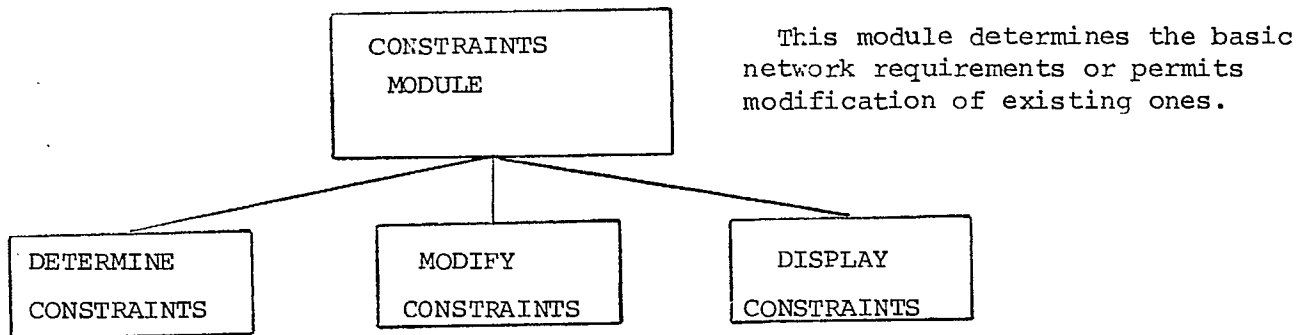 CONSTRAINTS
MODULE
This module determines the basic
network requirements or permits
modification of existing ones.
DETERMINE
CONSTRAINTS
MODIFY
CONSTRAINTS
DISPLAY
CONSTRAINTS